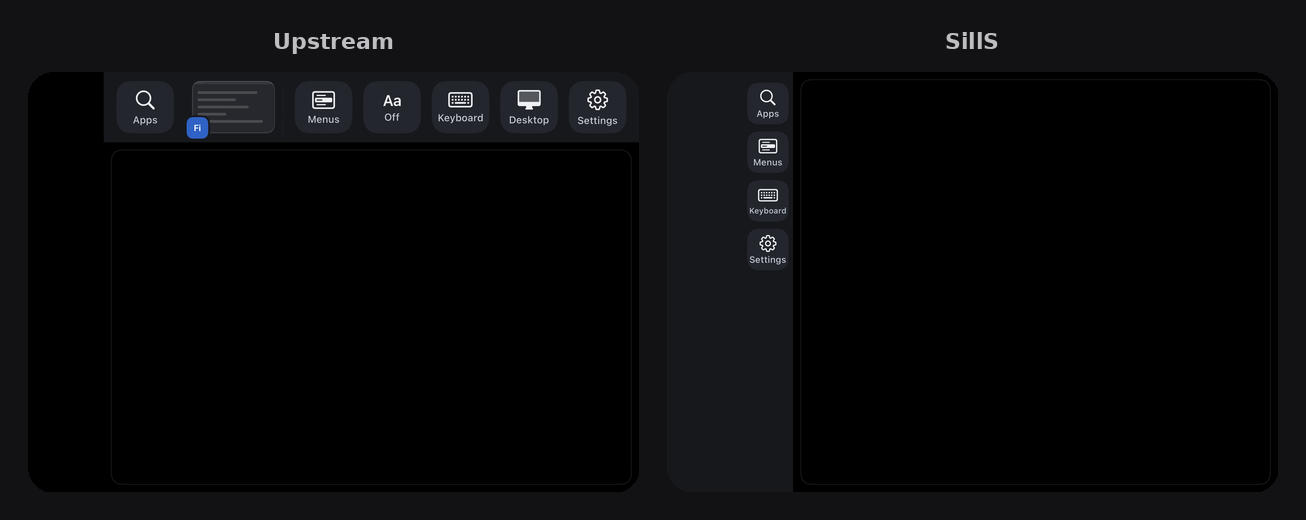 Upstream
SillS
Apps
Fi
Menus
Aa
Off
Keyboard
Desktop
Settings
Apps
Menus
Keyboard
Settings